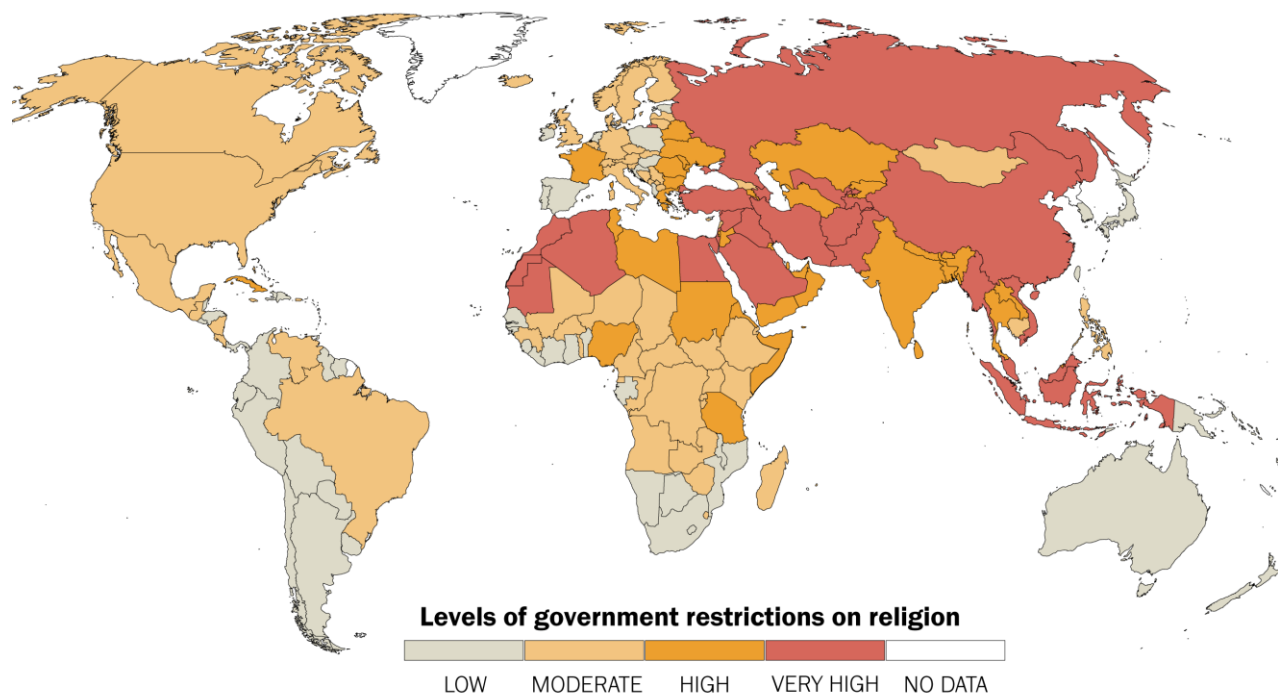 Levels of government restrictions on religion
LOW MODERATE HIGH VERY HIGH NO DATA